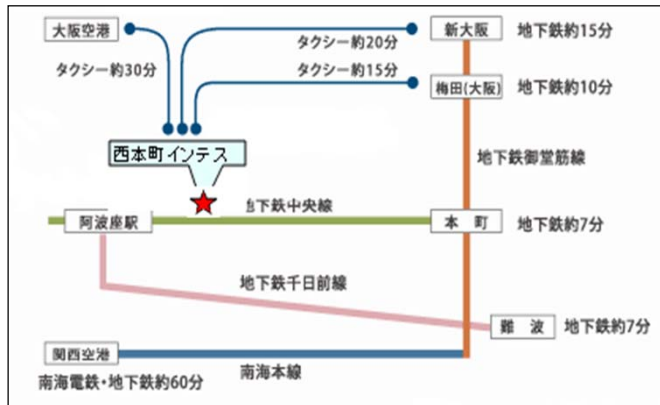 大阪空港
タクシー約20分
新大阪
地下鉄約15分
タクシー約30分
タクシー約15分
梅田(大阪)
地下鉄約10分
西本町インテス
地下鉄御堂筋線
地下鉄中央線
阿波座駅
本町
地下鉄約7分
地下鉄千日前線
難波
地下鉄約7分
関西空港
南海電鉄・地下鉄約60分
南海本線